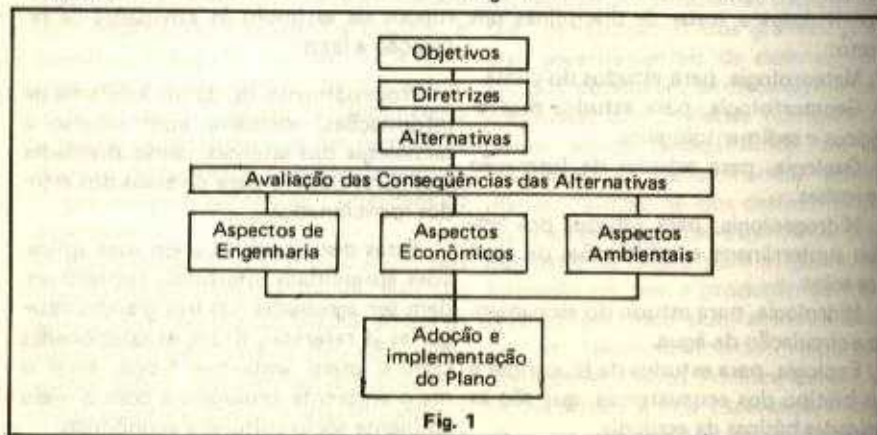 Objetivos
Diretrizes
Alternativas
Avaliação das Conseqüências das Alternativas
Aspectos de
Engenharia
Aspectos
Econômicos
Aspectos
Ambientais
Adoção e
implementação
do Plano
Fig. 1